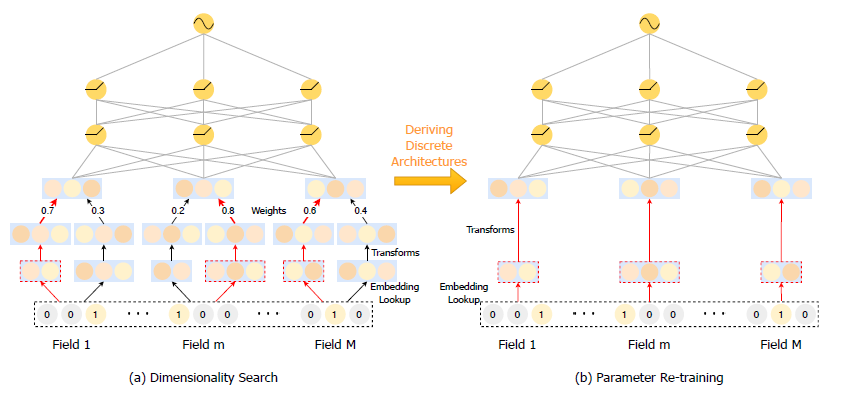 Deriving
Discrete
Architectures
0.7 0.3 0.2 0.8 Weights 0.6 0.4
Transforms
Transforms
Embedding
Lookup
Embedding
Lookup
0 0 1 ··· 1 0 0 ··· 0 1 0
0 0 1 ··· 1 0 0 ··· 0 1 0
Field 1 Field m Field M
Field 1 Field m Field M
(a) Dimensionality Search
(b) Parameter Re-training